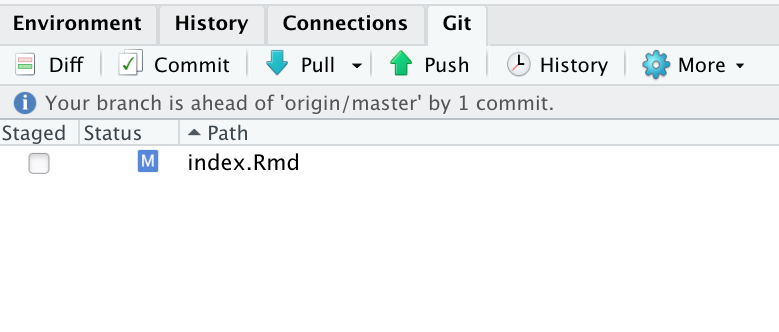 Environment History Connections Git
Diff Commit Pull Push History More
Your branch is ahead of 'origin/master' by 1 commit.
Staged Status Path
M index.Rmd